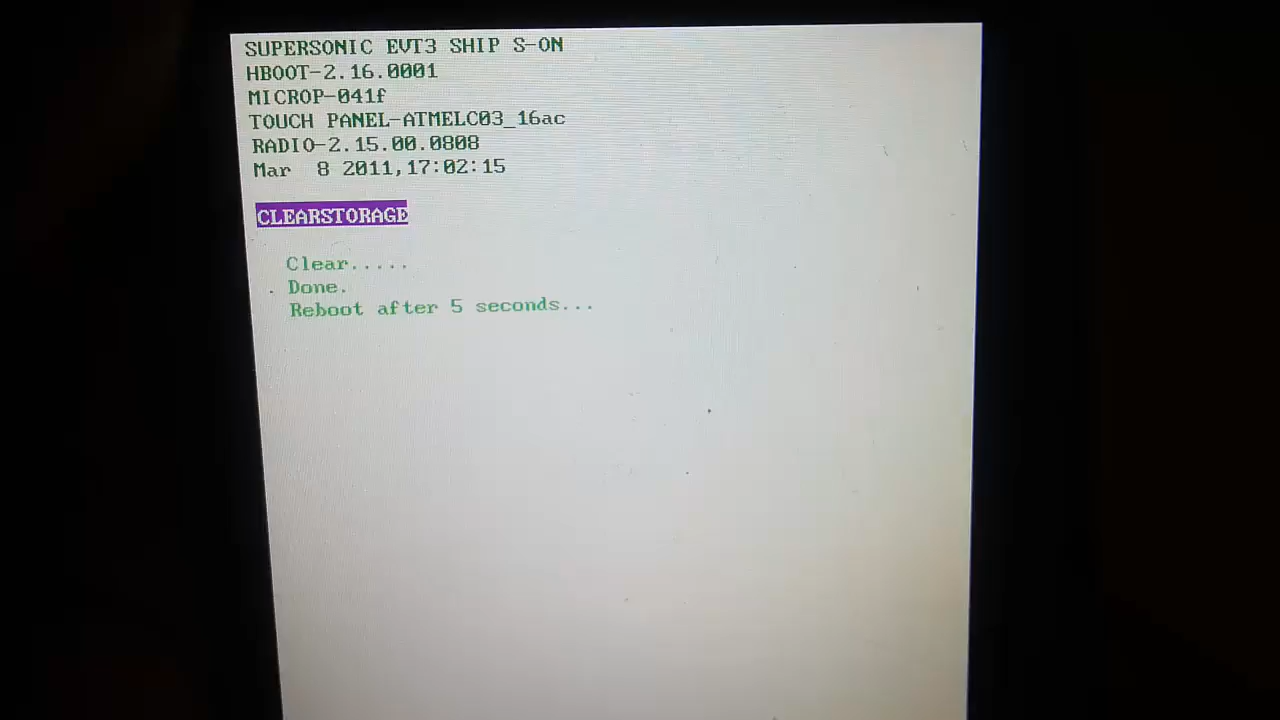 SUPERSONIC EVT3 SHIP S-ON
HBOOT-2.16.0001
MICROP-041f
TOUCH PANEL-ATMELC03_16ac
RADIO-2.15.00.0808
Mar  8 2011,17:02:15
CLEARSTORAGE
Clear.....
Done.
Reboot after 5 seconds...